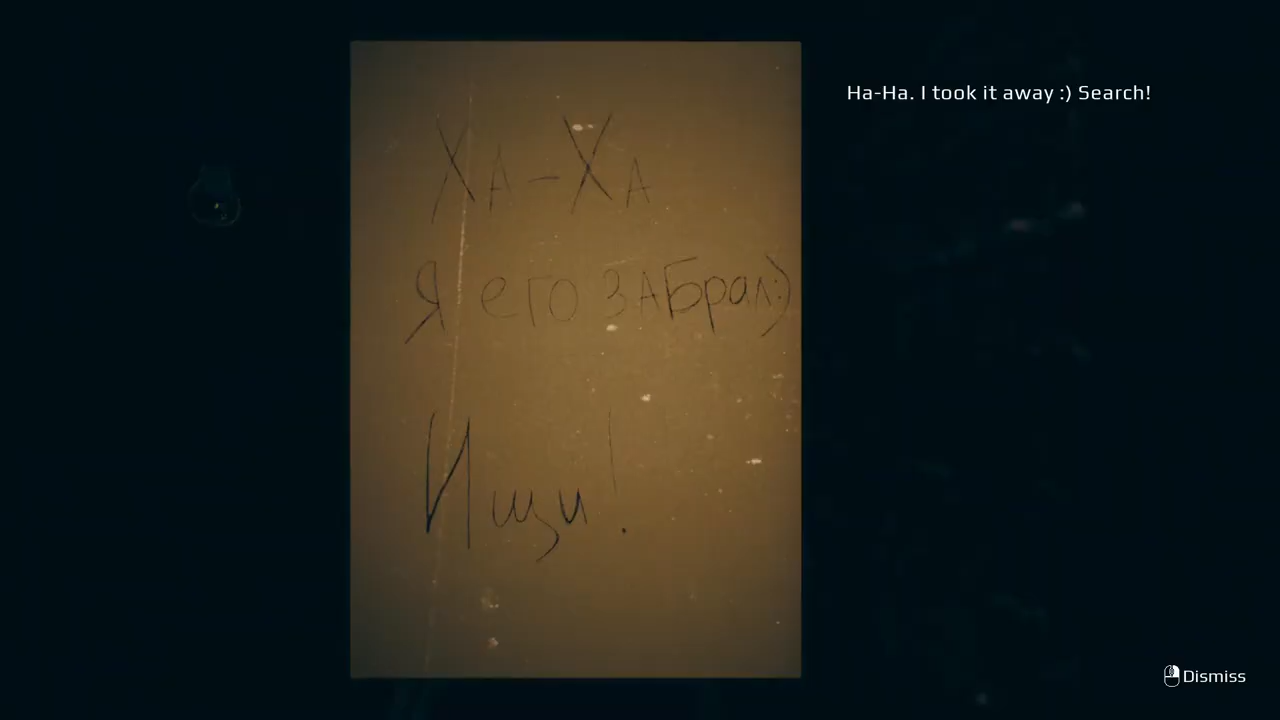 Ха-Ха
Я его забрал:)
Ищи!
Ha-Ha. I took it away :) Search!
Dismiss